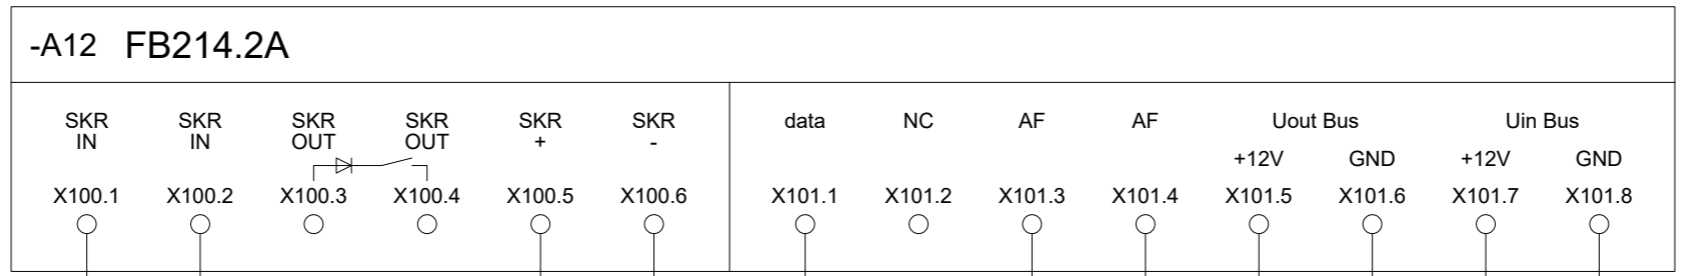 -A12 FB214.2A
SKR SKR SKR SKR SKR SKR data NC AF AF Uout Bus Uin Bus
IN IN OUT OUT + -
+12V GND +12V GND
X100.1 X100.2 X100.3 X100.4 X100.5 X100.6 X101.1 X101.2 X101.3 X101.4 X101.5 X101.6 X101.7 X101.8